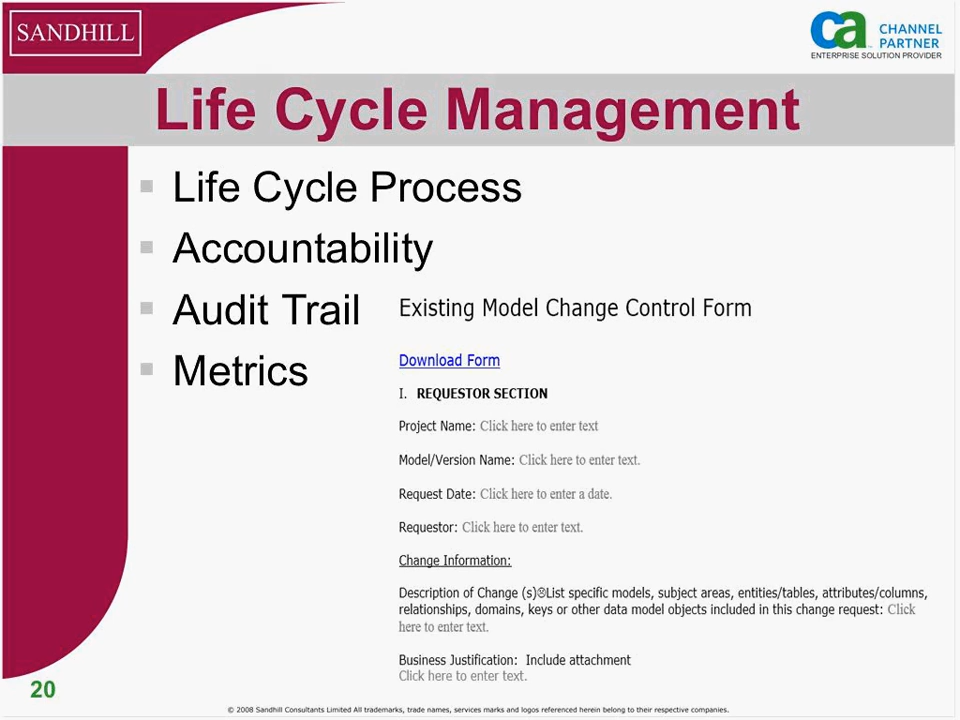 SANDHILL
ca
CHANNEL
PARTNER
ENTERPRISE SOLUTION PROVIDER
Life Cycle Management
Life Cycle Process
Accountability
Audit Trail
Metrics
Existing Model Change Control Form
Download Form
I. REQUESTOR SECTION
Project Name: Click here to enter text
Model/Version Name: Click here to enter text.
Request Date: Click here to enter a date.
Requestor: Click here to enter text.
Change Information:
Description of Change (s)®List specific models, subject areas, entities/tables, attributes/columns,
relationships, domains, keys or other data model objects included in this change request: Click
here to enter text.
Business Justification: Include attachment
Click here to enter text.
20
© 2008 Sandhill Consultants Limited All trademarks, trade names, services marks and logos referenced herein belong to their respective companies.